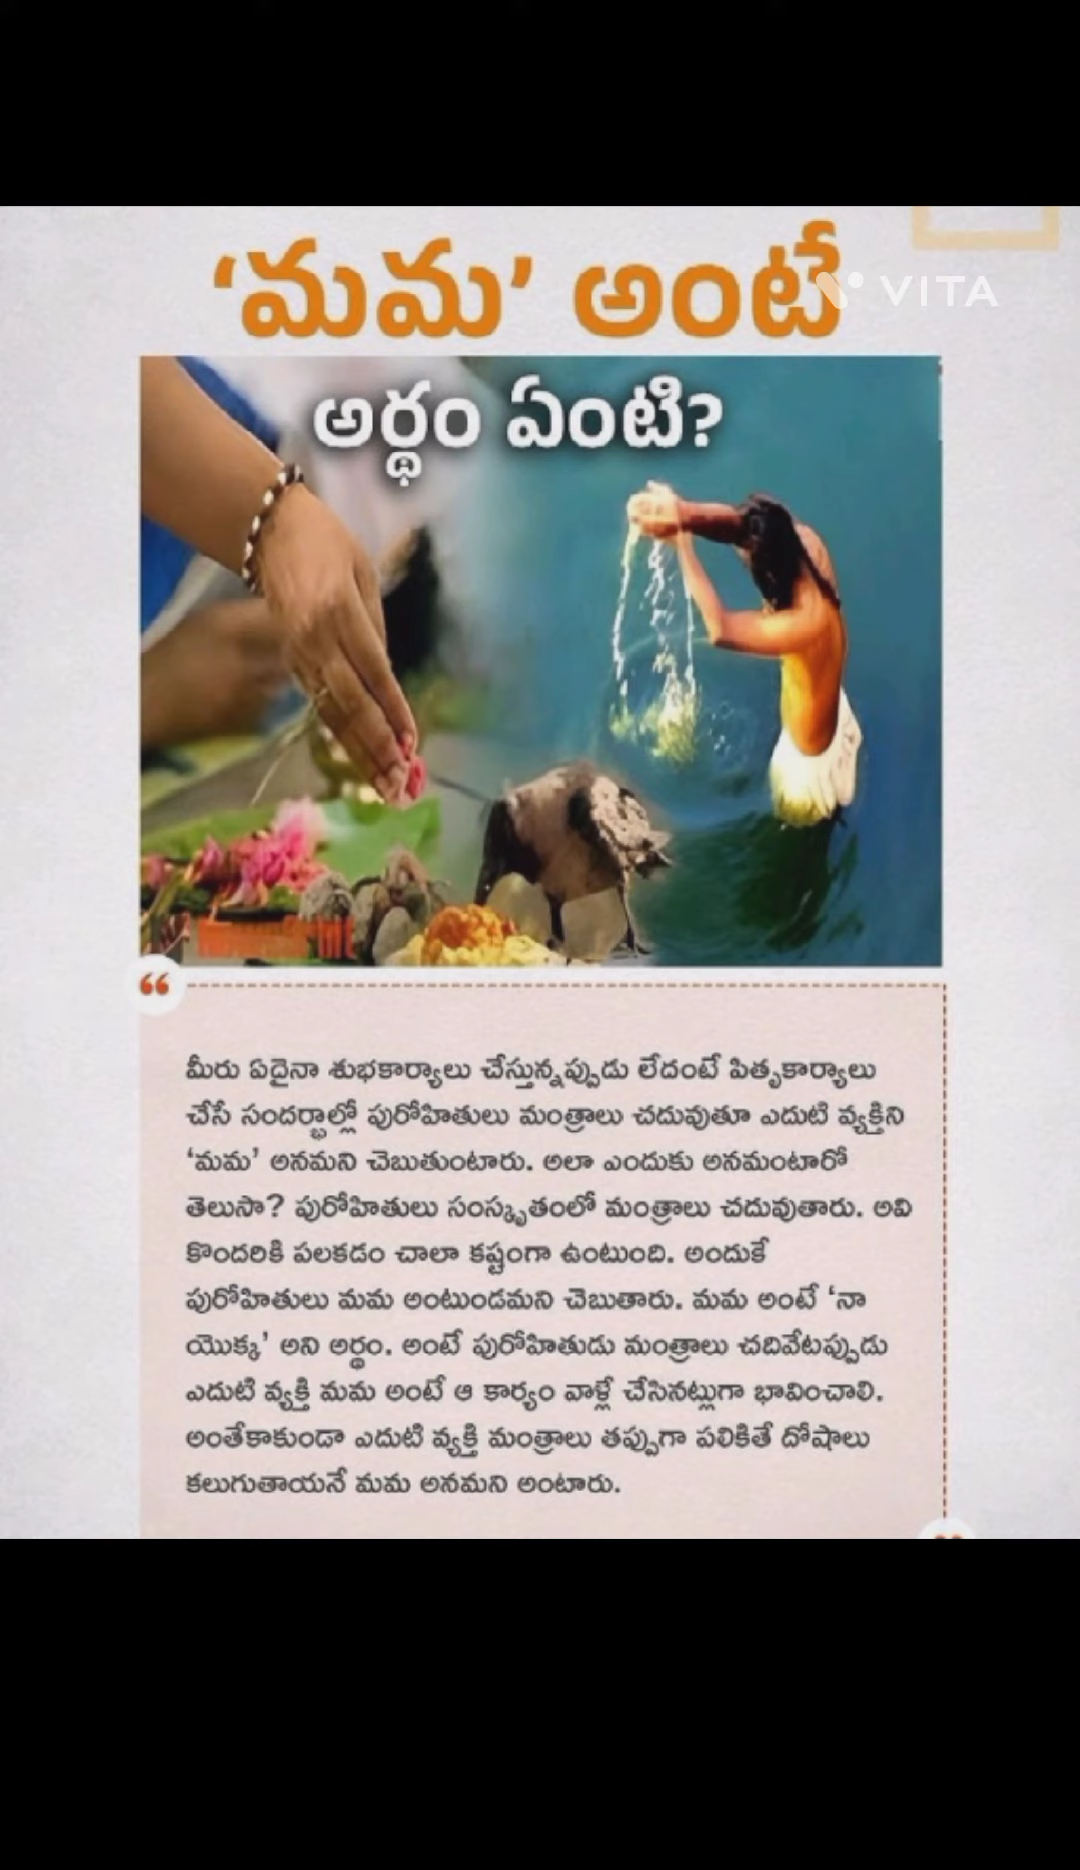 ‘మమ’ అంటే
VITA
అర్థం ఏంటి?
మీరు ఏదైనా శుభకార్యాలు చేస్తున్నప్పుడు లేదంటే పితృకార్యాలు
చేసే సందర్భాల్లో పురోహితులు మంత్రాలు చదువుతూ ఎదుటి వ్యక్తిని
‘మమ’ అనమని చెబుతుంటారు. అలా ఎందుకు అనమంటారో
తెలుసా? పురోహితులు సంస్కృతంలో మంత్రాలు చదువుతారు. అవి
కొందరికి పలకడం చాలా కష్టంగా ఉంటుంది. అందుకే
పురోహితులు మమ అంటుండమని చెబుతారు. మమ అంటే ‘నా
యొక్క’ అని అర్థం. అంటే పురోహితుడు మంత్రాలు చదివేటప్పుడు
ఎదుటి వ్యక్తి మమ అంటే ఆ కార్యం వాళ్లే చేసినట్లుగా భావించాలి.
అంతేకాకుండా ఎదుటి వ్యక్తి మంత్రాలు తప్పుగా పలికితే దోషాలు
కలుగుతాయనే మమ అనమని అంటారు.